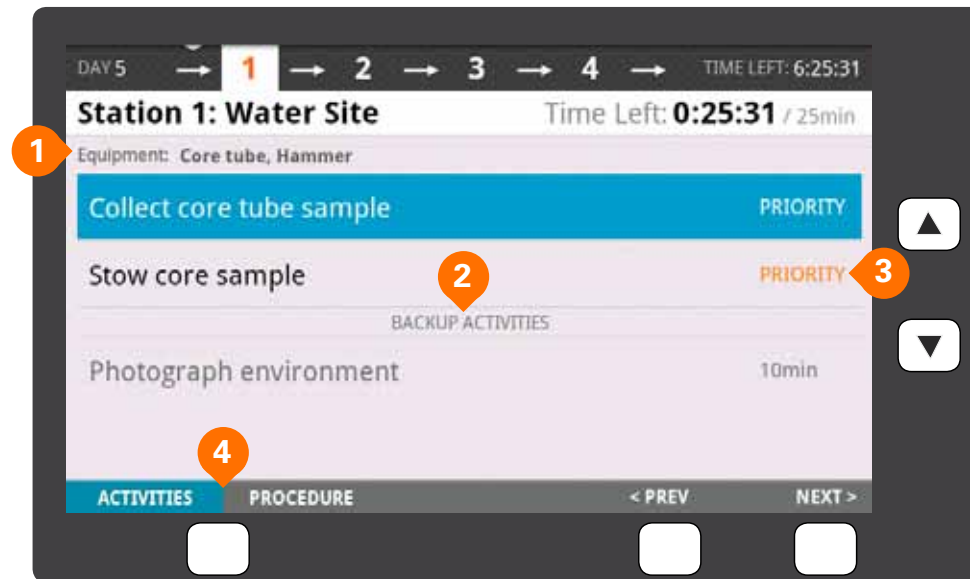 DAY 5 → 1 → 2 → 3 → 4 → TIME LEFT: 6:25:31
Station 1: Water Site Time Left: 0:25:31 / 25min
1 Equipment: Core tube, Hammer
Collect core tube sample PRIORITY
Stow core sample 2 PRIORITY 3
BACKUP ACTIVITIES
Photograph environment 10min
4
ACTIVITIES PROCEDURE < PREV NEXT >